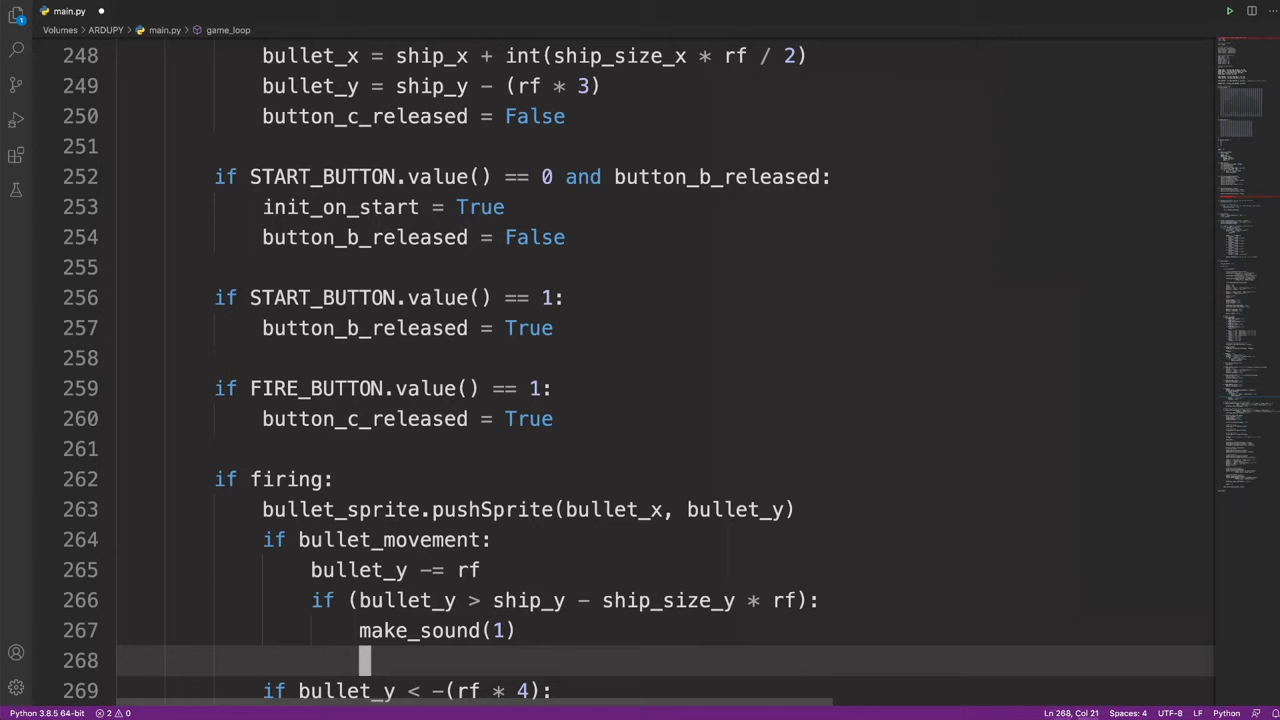 main.py
Volumes ARDUPY main.py game_loop
248 bullet_x = ship_x + int(ship_size_x * rf / 2)
249 bullet_y = ship_y - (rf * 3)
250 button_c_released = False
251
252 if START_BUTTON.value() == 0 and button_b_released:
253 init_on_start = True
254 button_b_released = False
255
256 if START_BUTTON.value() == 1:
257 button_b_released = True
258
259 if FIRE_BUTTON.value() == 1:
260 button_c_released = True
261
262 if firing:
263 bullet_sprite.pushSprite(bullet_x, bullet_y)
264 if bullet_movement:
265 bullet_y -= rf
266 if (bullet_y > ship_y - ship_size_y * rf):
267 make_sound(1)
268
269 if bullet_y < -(rf * 4):
Python 3.8.5 64-bit 2 0 Ln 268, Col 21 Spaces: 4 UTF-8 LF Python